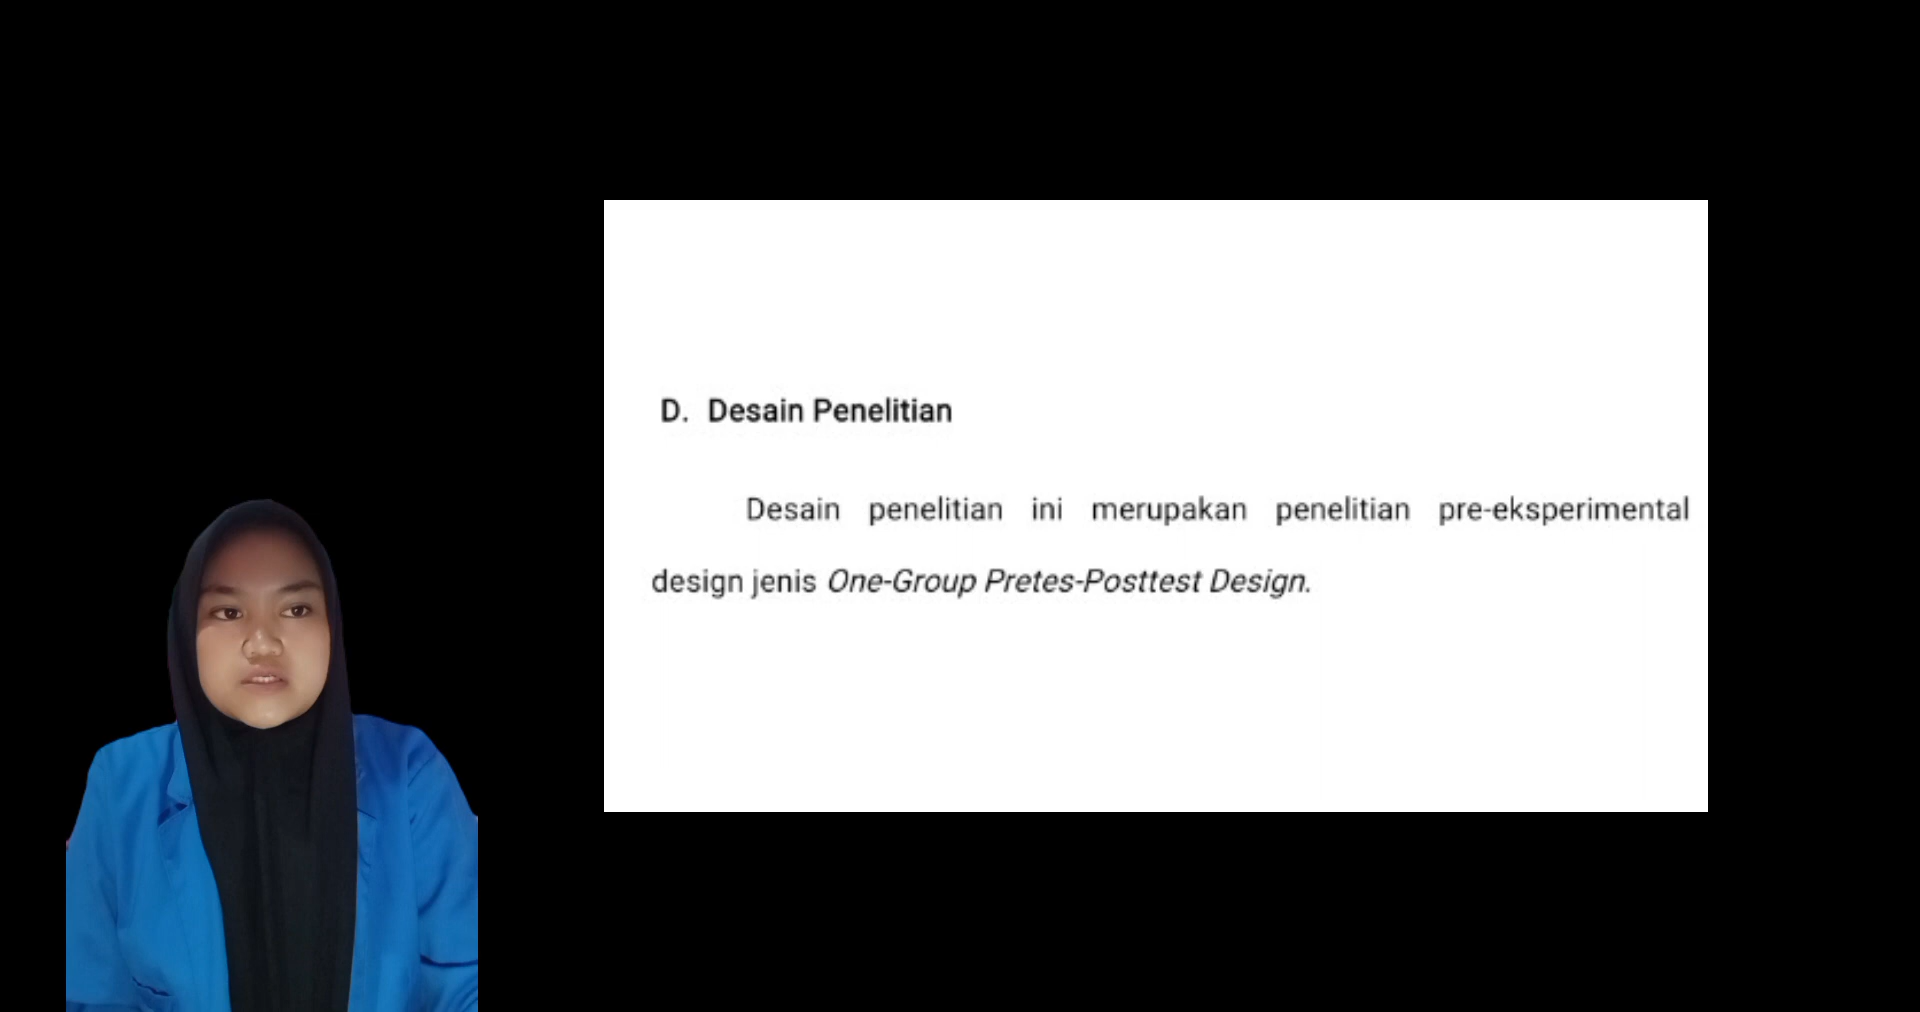 D. Desain Penelitian
Desain penelitian ini merupakan penelitian pre-eksperimental
design jenis One-Group Pretes-Posttest Design.